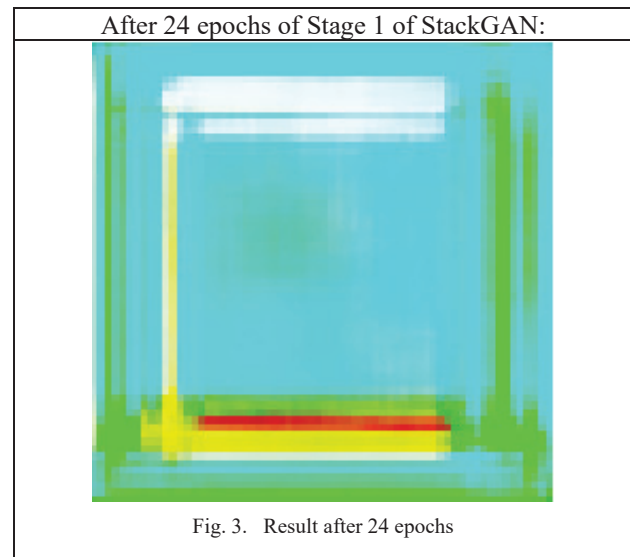 After 24 epochs of Stage 1 of StackGAN:
Fig. 3. Result after 24 epochs